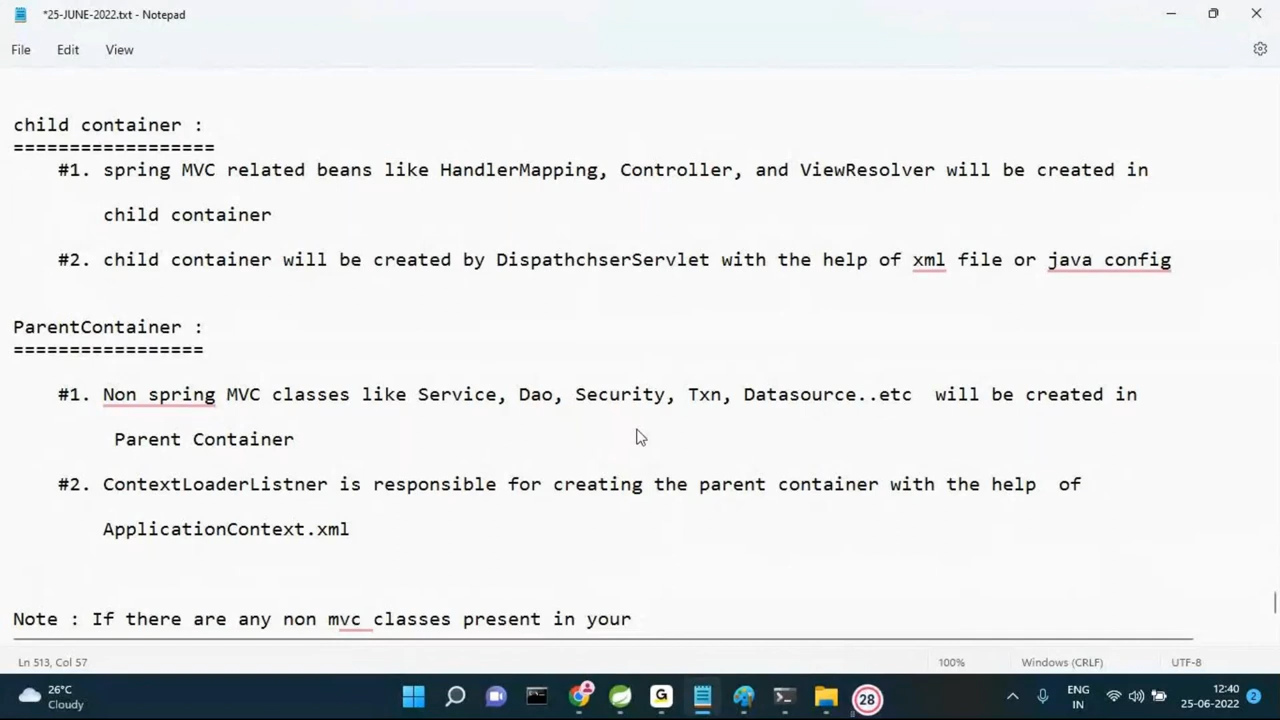 *25-JUNE-2022.txt - Notepad
File Edit View
child container :
==================
#1. spring MVC related beans like HandlerMapping, Controller, and ViewResolver will be created in
child container
#2. child container will be created by DispathchserServlet with the help of xml file or java config
ParentContainer :
=================
#1. Non spring MVC classes like Service, Dao, Security, Txn, Datasource..etc  will be created in
Parent Container
#2. ContextLoaderListner is responsible for creating the parent container with the help  of
ApplicationContext.xml
Note : If there are any non mvc classes present in your
Ln 513, Col 57 100% Windows (CRLF) UTF-8
26°C
Cloudy
G
28
ENG
IN
12:40
25-06-2022
2